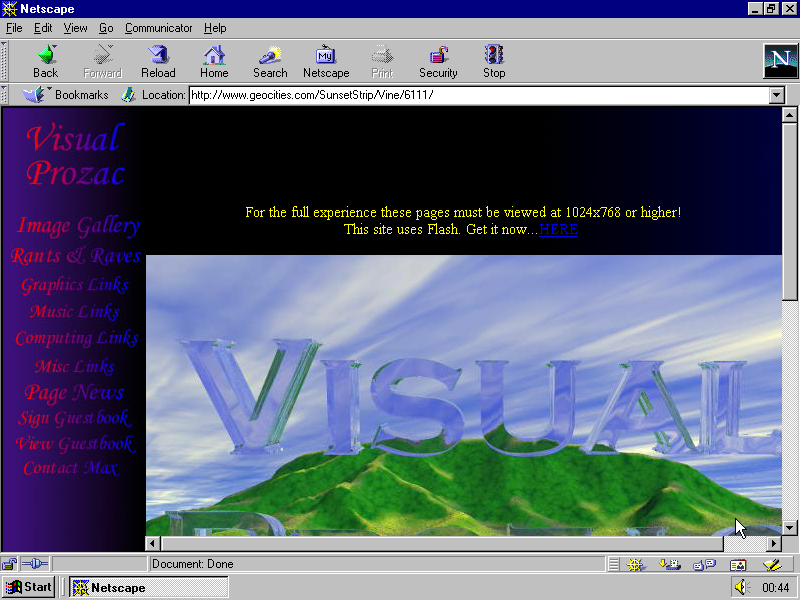 Netscape
File Edit View Go Communicator Help
Back Forward Reload Home Search Netscape Print Security Stop
My
N
Bookmarks Location: http://www.geocities.com/SunsetStrip/Vine/6111/
Visual
Prozac
For the full experience these pages must be viewed at 1024x768 or higher!
This site uses Flash. Get it now...HERE
Image Gallery
Rants & Raves
Graphics Links
Music Links
Computing Links
Misc Links
Page News
Sign Guestbook
View Guestbook
Contact Max
VISUAL
Document: Done
Start Netscape 00:44